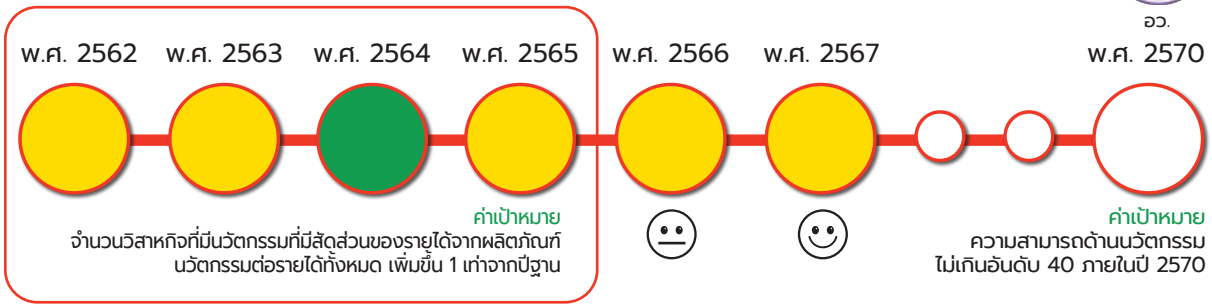 อว.
พ.ศ. 2562 พ.ศ. 2563 พ.ศ. 2564 พ.ศ. 2565 พ.ศ. 2566 พ.ศ. 2567 พ.ศ. 2570
ค่าเป้าหมาย
จำนวนวิสาหกิจที่มีนวัตกรรมที่มีสัดส่วนของรายได้จากผลิตภัณฑ์
นวัตกรรมต่อรายได้ทั้งหมด เพิ่มขึ้น 1 เท่าจากปีฐาน
ค่าเป้าหมาย
ความสามารถด้านนวัตกรรม
ไม่เกินอันดับ 40 ภายในปี 2570